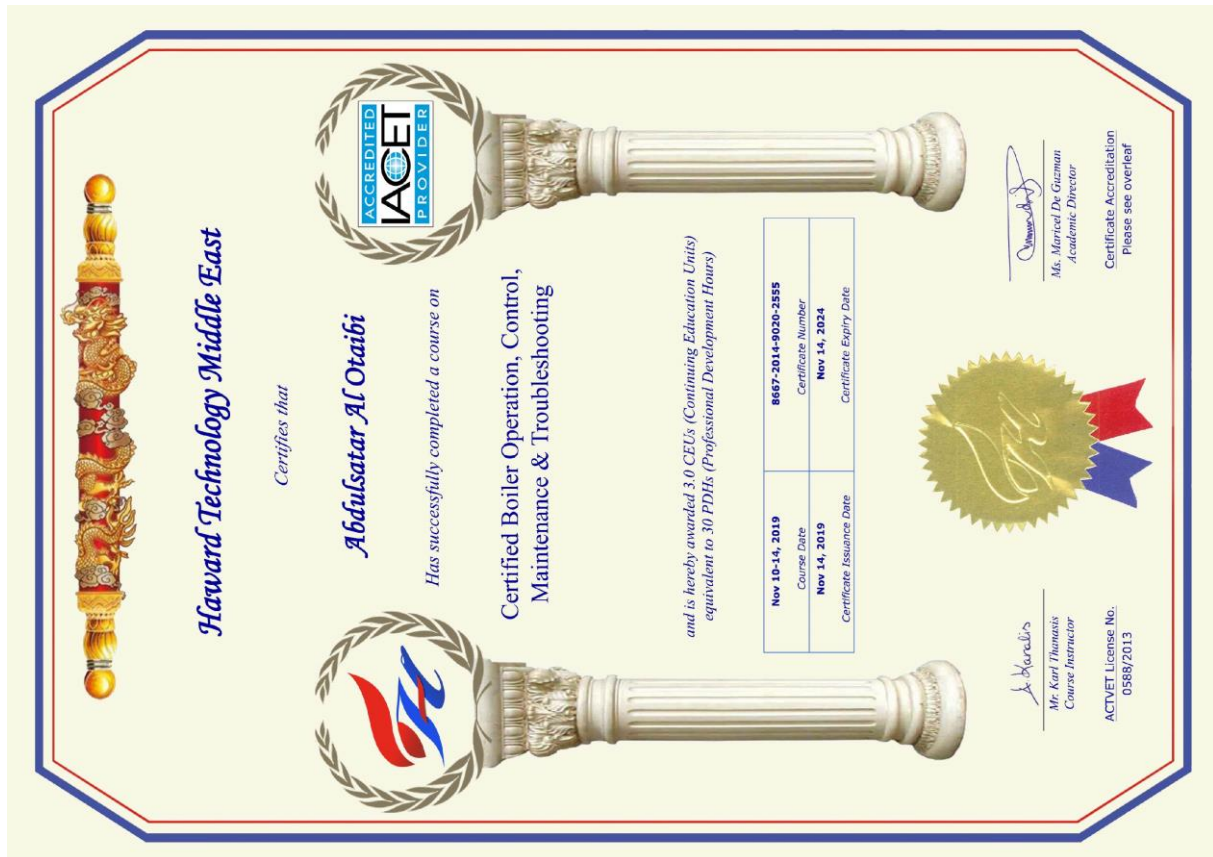 Haward Technology Middle East
Certifies that
ACCREDITED
IACET
PROVIDER
Abdulsatar Al Otaibi
Has successfully completed a course on
Certified Boiler Operation, Control,
Maintenance & Troubleshooting
and is hereby awarded 3.0 CEUs (Continuing Education Units)
equivalent to 30 PDHs (Professional Development Hours)
Nov 10-14, 2019 8667-2014-9020-2555
Course Date Certificate Number
Nov 14, 2019 Nov 14, 2024
Certificate Issuance Date Certificate Expiry Date
Mr. Karl Thanasis
Course Instructor
Ms. Maricel De Guzman
Academic Director
ACTVET License No.
0588/2013
Certificate Accreditation
Please see overleaf